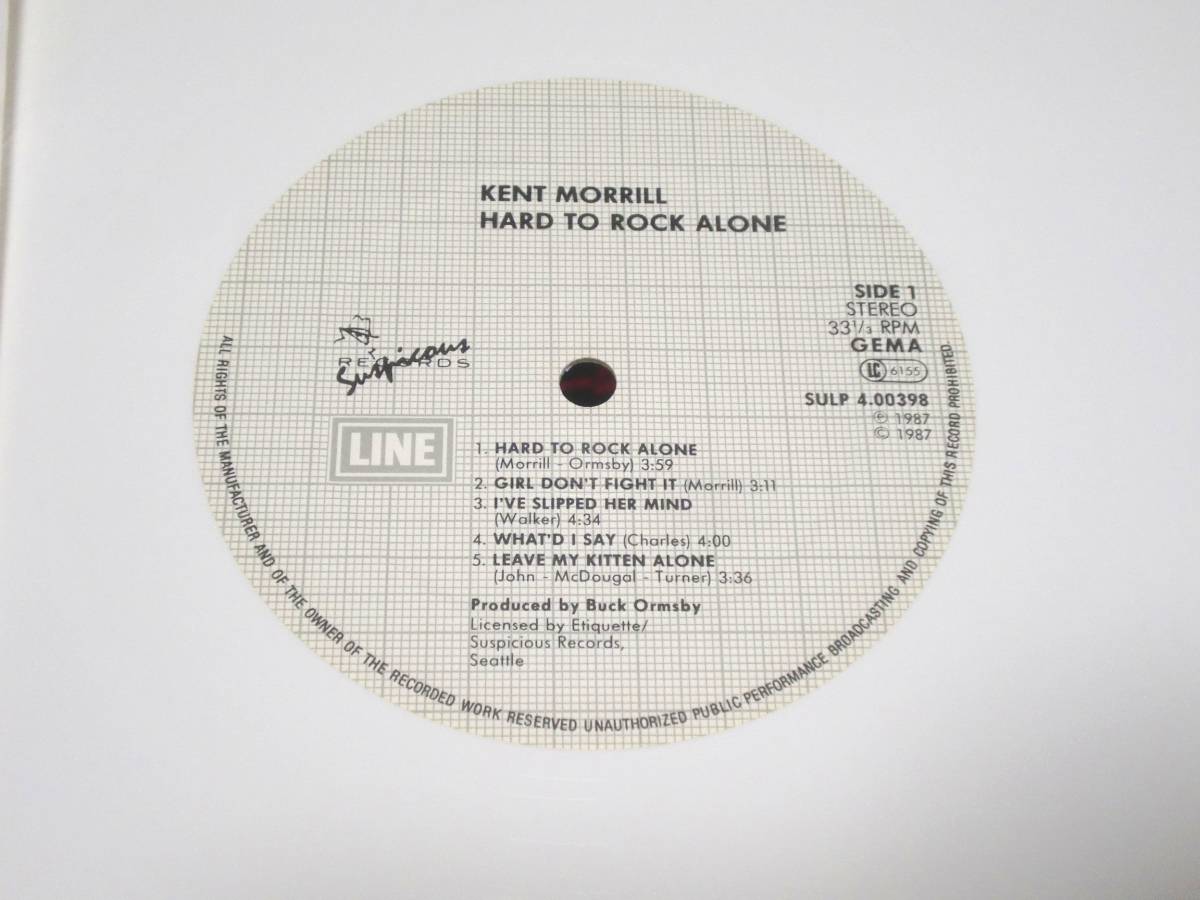 KENT MORRILL
HARD TO ROCK ALONE
SIDE 1
STEREO
33 1/3 RPM
GEMA
LC 6155
SULP 4.00398
℗ 1987
© 1987
RECORDS
Suspicious
LINE
1. HARD TO ROCK ALONE
(Morrill - Ormsby) 3:59
2. GIRL DON'T FIGHT IT (Morrill) 3:11
3. I'VE SLIPPED HER MIND
(Walker) 4:34
4. WHAT'D I SAY (Charles) 4:00
5. LEAVE MY KITTEN ALONE
(John - McDougal - Turner) 3:36
Produced by Buck Ormsby
Licensed by Etiquette/
Suspicious Records,
Seattle
ALL RIGHTS OF THE MANUFACTURER AND OF THE OWNER OF THE RECORDED WORK RESERVED UNAUTHORIZED PUBLIC PERFORMANCE BROADCASTING AND COPYING OF THIS RECORD PROHIBITED.